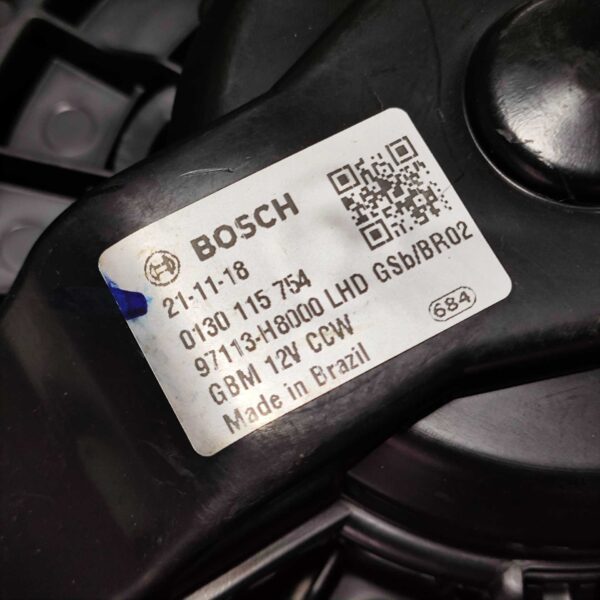 BOSCH
21-11-18
0130 115 754
97113-H8000 LHD GSb/BR02
GBM 12V CCW
Made in Brazil
684